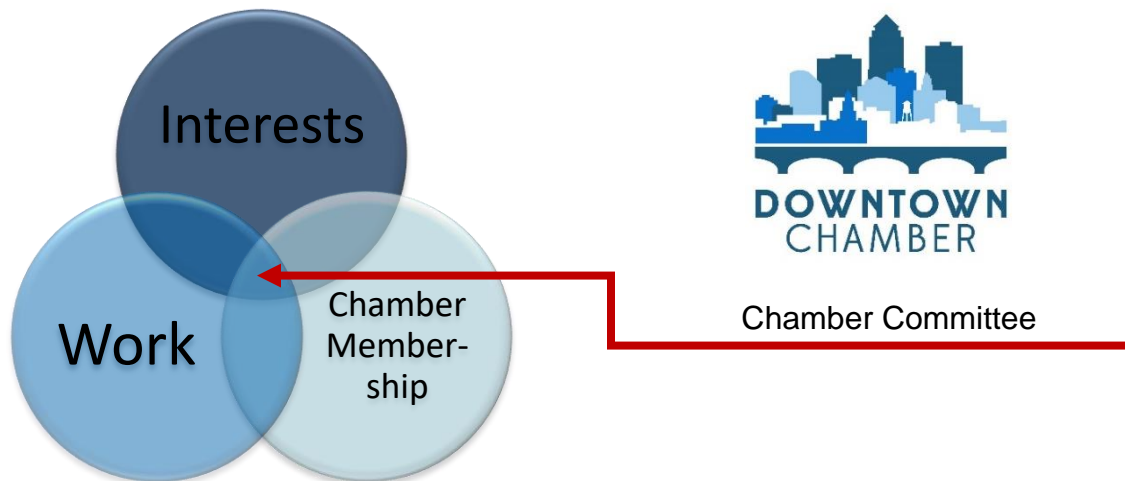 Interests
Work
Chamber
Member-
ship
DOWNTOWN
CHAMBER
Chamber Committee